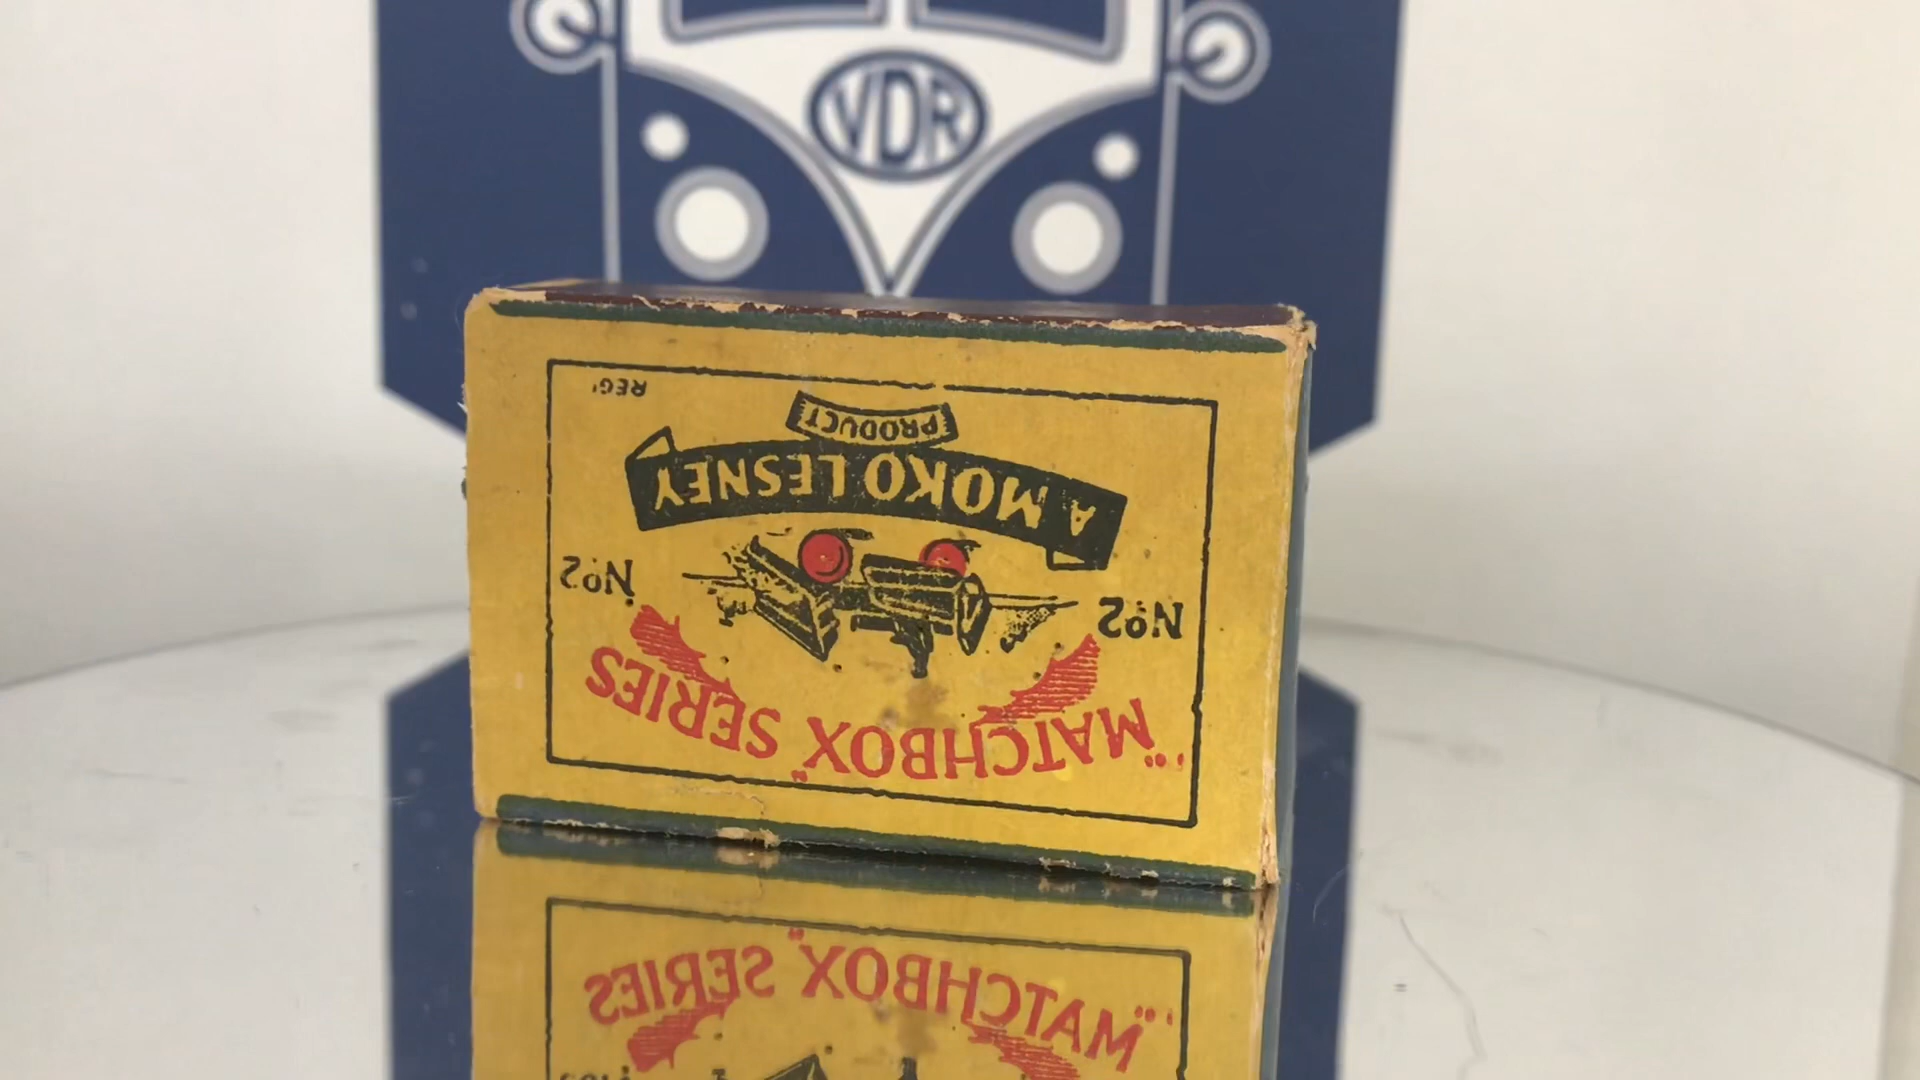 VDR
"MATCHBOX" SERIES
No2
No2
A MOKO LESNEY
PRODUCT
REG'
"MATCHBOX" SERIES